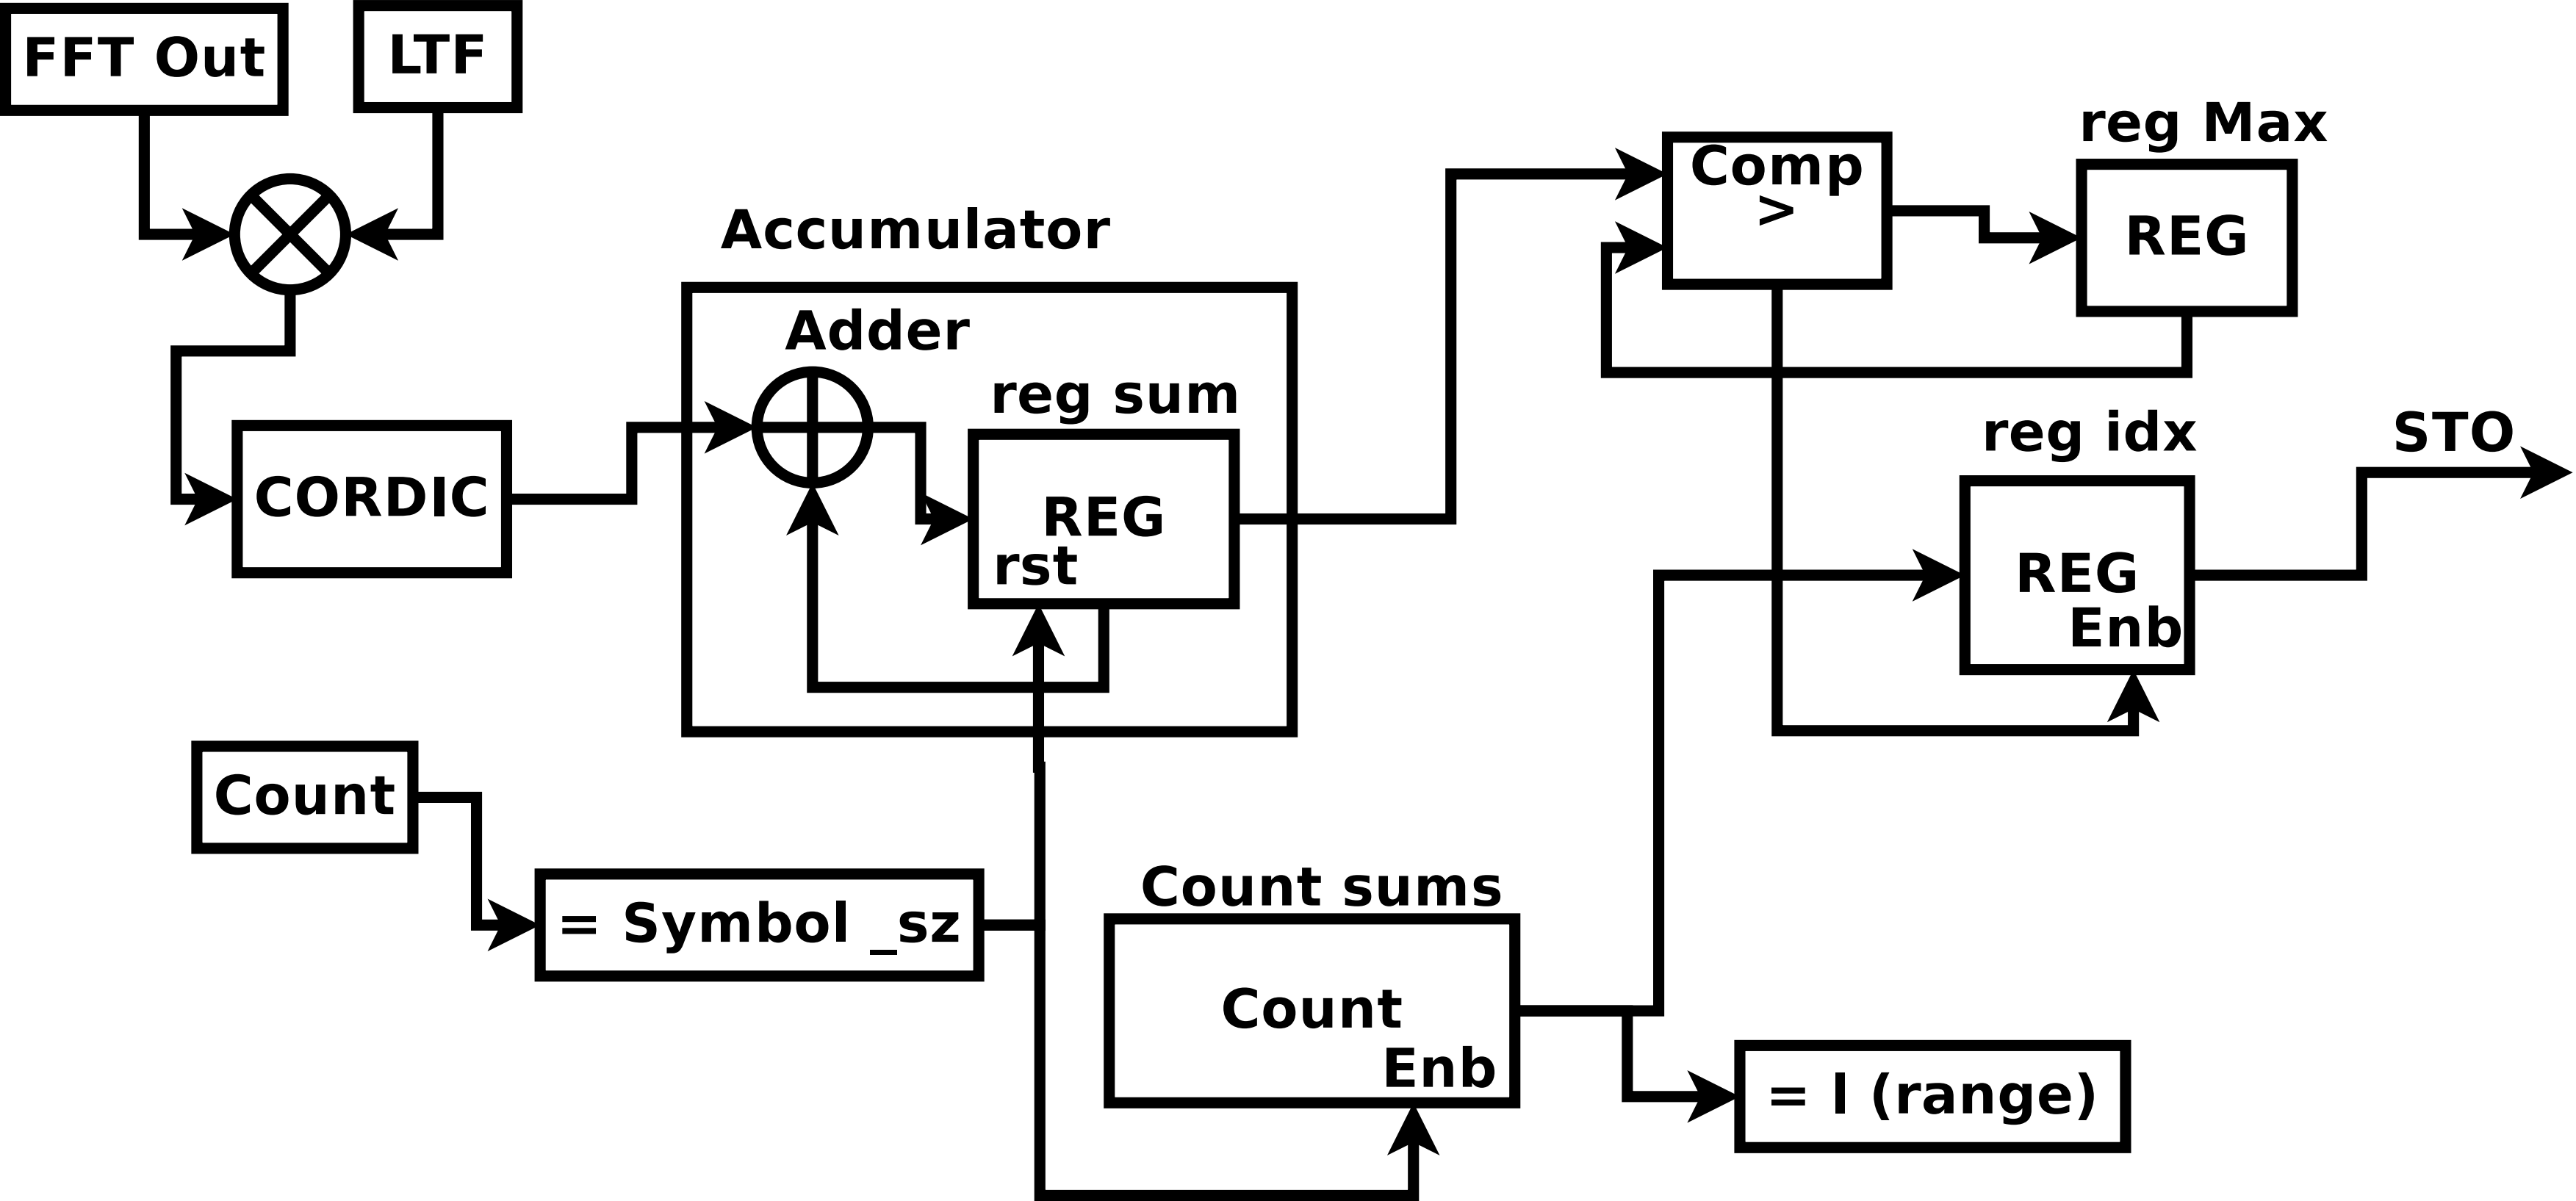 FFT Out
LTF
Comp
>
reg Max
REG
Accumulator
Adder
reg sum
REG
rst
CORDIC
reg idx
REG
Enb
STO
Count
= Symbol _sz
Count sums
Count
Enb
= I (range)